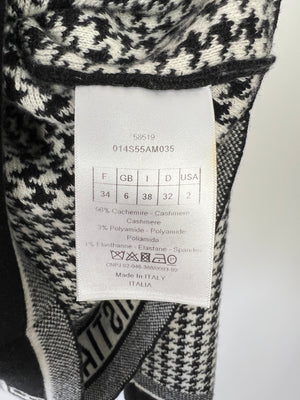 58519
014S55AM035
F GB I D USA
34 6 38 32 2
96% Cachemire - Cashmere
Cashmere
3% Polyamide - Polyamide
Poliamida
1% Elasthanne - Elastane - Spandex
Made in ITALY
ITALIA